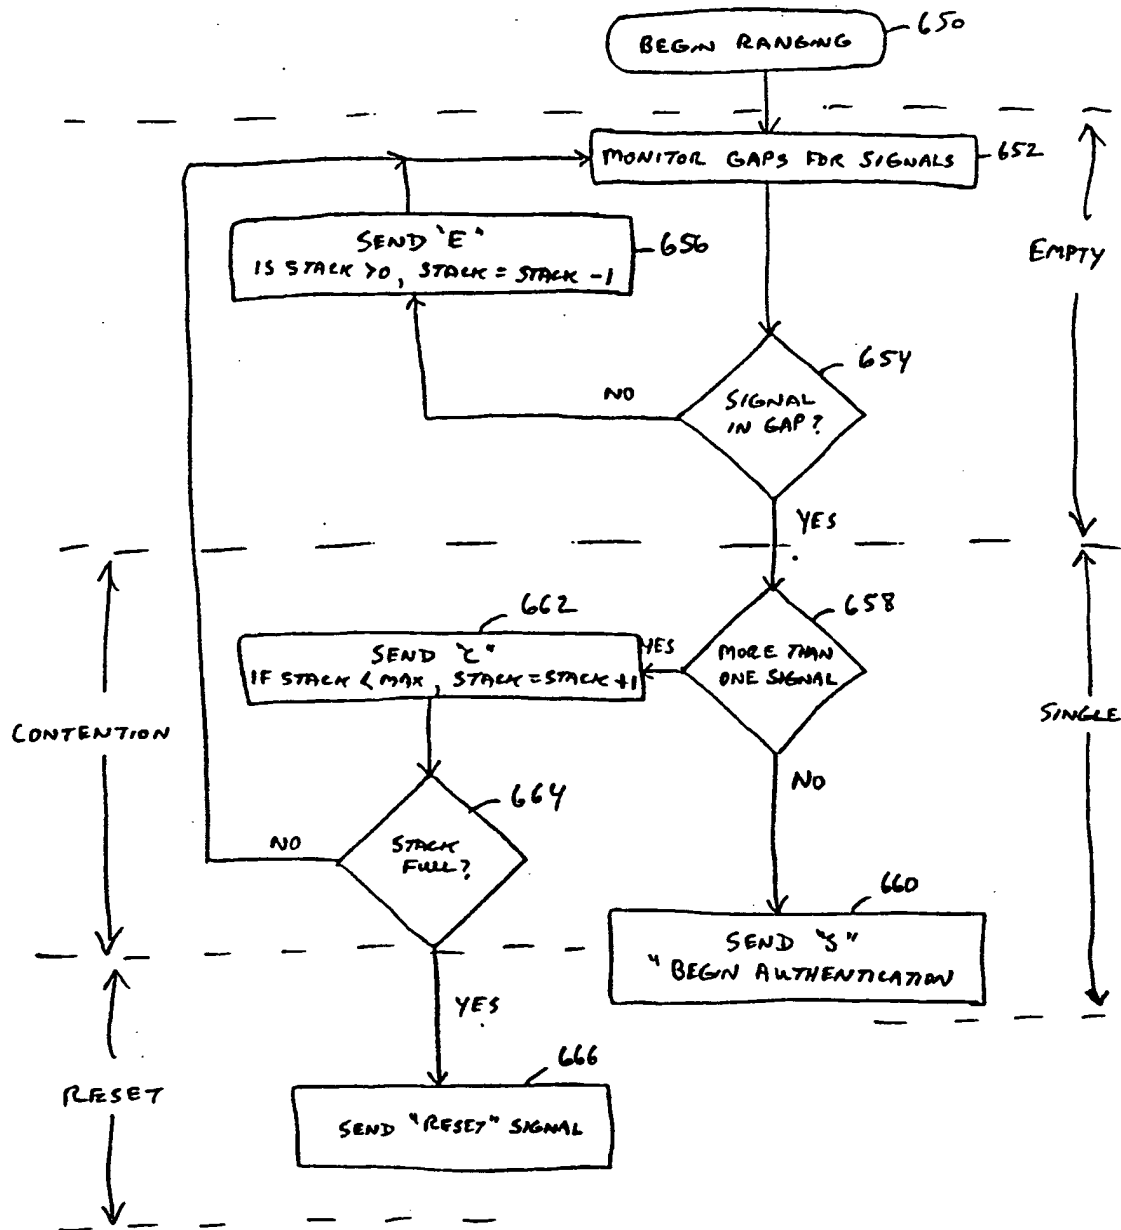 BEGIN RANGING
650
MONITOR GAPS FOR SIGNALS
652
SEND "E"
IS STACK >0, STACK = STACK -1
656
EMPTY
654
SIGNAL
IN GAP?
NO
YES
662
658
SEND "C"
IF STACK < MAX, STACK = STACK +1
YES
MORE THAN
ONE SIGNAL
CONTENTION
SINGLE
664
NO
NO
STACK
FULL?
660
SEND "S"
" BEGIN AUTHENTICATION
YES
666
RESET
SEND "RESET" SIGNAL